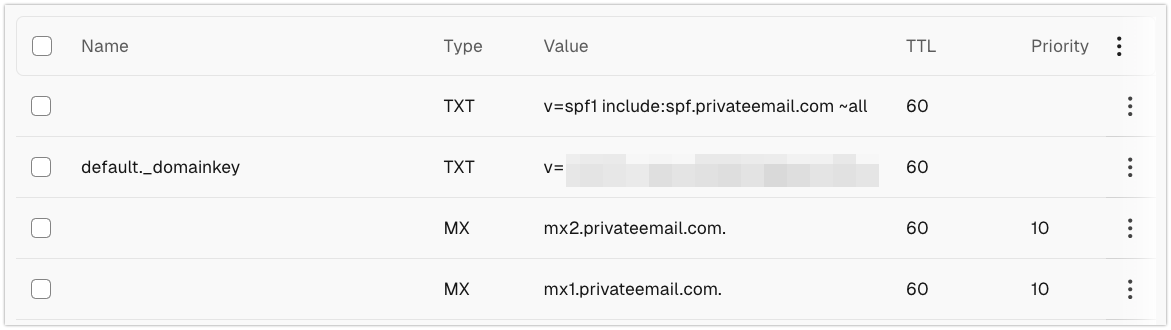 Name Type Value TTL Priority
TXT v=spf1 include:spf.privateemail.com ~all 60
default._domainkey TXT v= 60
MX mx2.privateemail.com. 60 10
MX mx1.privateemail.com. 60 10